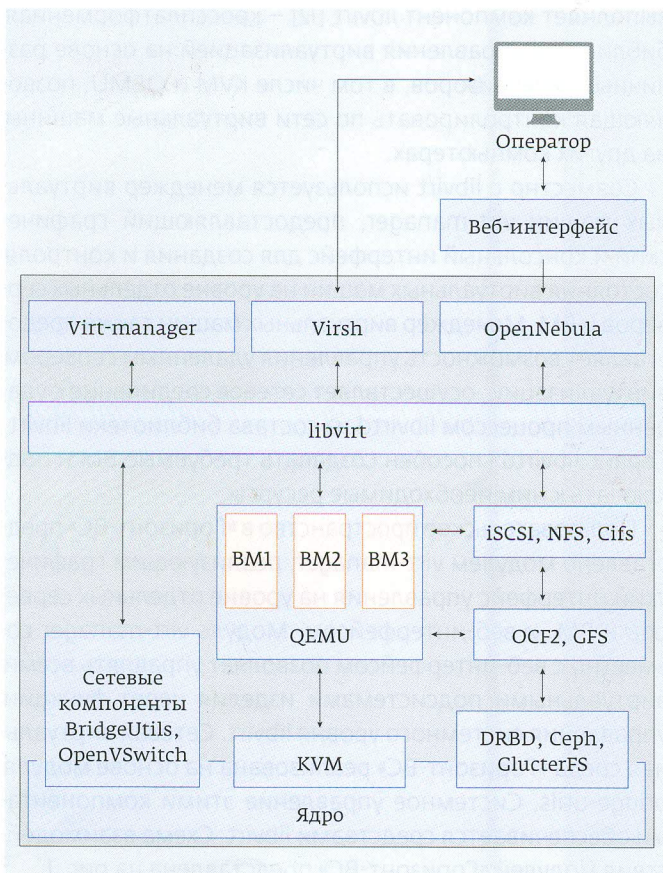 Оператор
Веб-интерфейс
Virt-manager
Virsh
OpenNebula
libvirt
ВМ1
ВМ2
ВМ3
QEMU
iSCSI, NFS, Cifs
OCF2, GFS
Сетевые
компоненты
BridgeUtils,
OpenVSwitch
KVM
DRBD, Ceph,
GlucterFS
Ядро